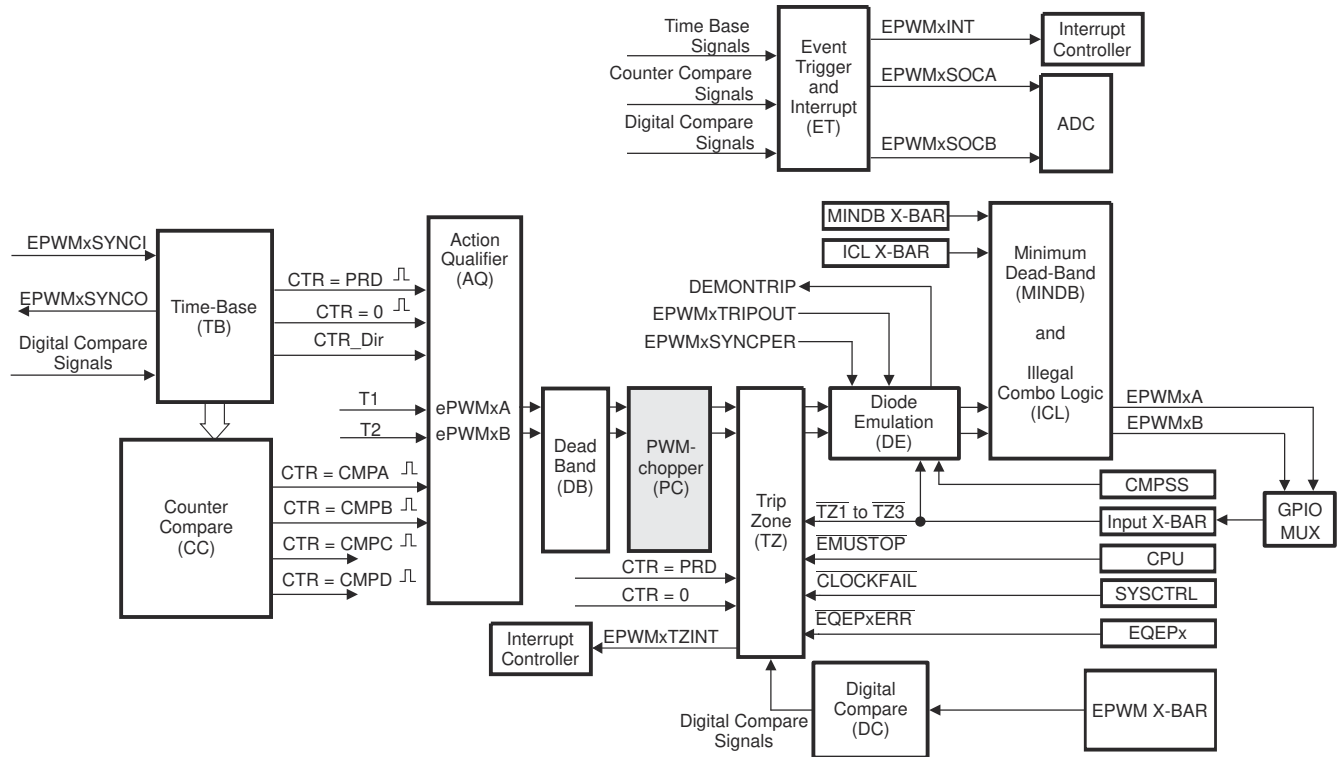 Time Base
Signals
Counter Compare
Signals
Digital Compare
Signals
Event
Trigger
and
Interrupt
(ET)
EPWMxINT
EPWMxSOCA
EPWMxSOCB
Interrupt
Controller
ADC
EPWMxSYNCI
EPWMxSYNCO
Digital Compare
Signals
Time-Base
(TB)
CTR = PRD
CTR = 0
CTR_Dir
T1
T2
Counter
Compare
(CC)
CTR = CMPA
CTR = CMPB
CTR = CMPC
CTR = CMPD
Action
Qualifier
(AQ)
ePWMxA
ePWMxB
Dead
Band
(DB)
PWM-
chopper
(PC)
CTR = PRD
CTR = 0
Interrupt
Controller
EPWMxTZINT
Trip
Zone
(TZ)
DEMONTRIP
EPWMxTRIPOUT
EPWMxSYNCPER
Diode
Emulation
(DE)
MINDB X-BAR
ICL X-BAR
Minimum
Dead-Band
(MINDB)
and
Illegal
Combo Logic
(ICL)
EPWMxA
EPWMxB
TZ1 to TZ3
EMUSTOP
CLOCKFAIL
EQEPxERR
CMPSS
Input X-BAR
CPU
SYSCTRL
EQEPx
GPIO
MUX
Digital Compare
Signals
Digital
Compare
(DC)
EPWM X-BAR